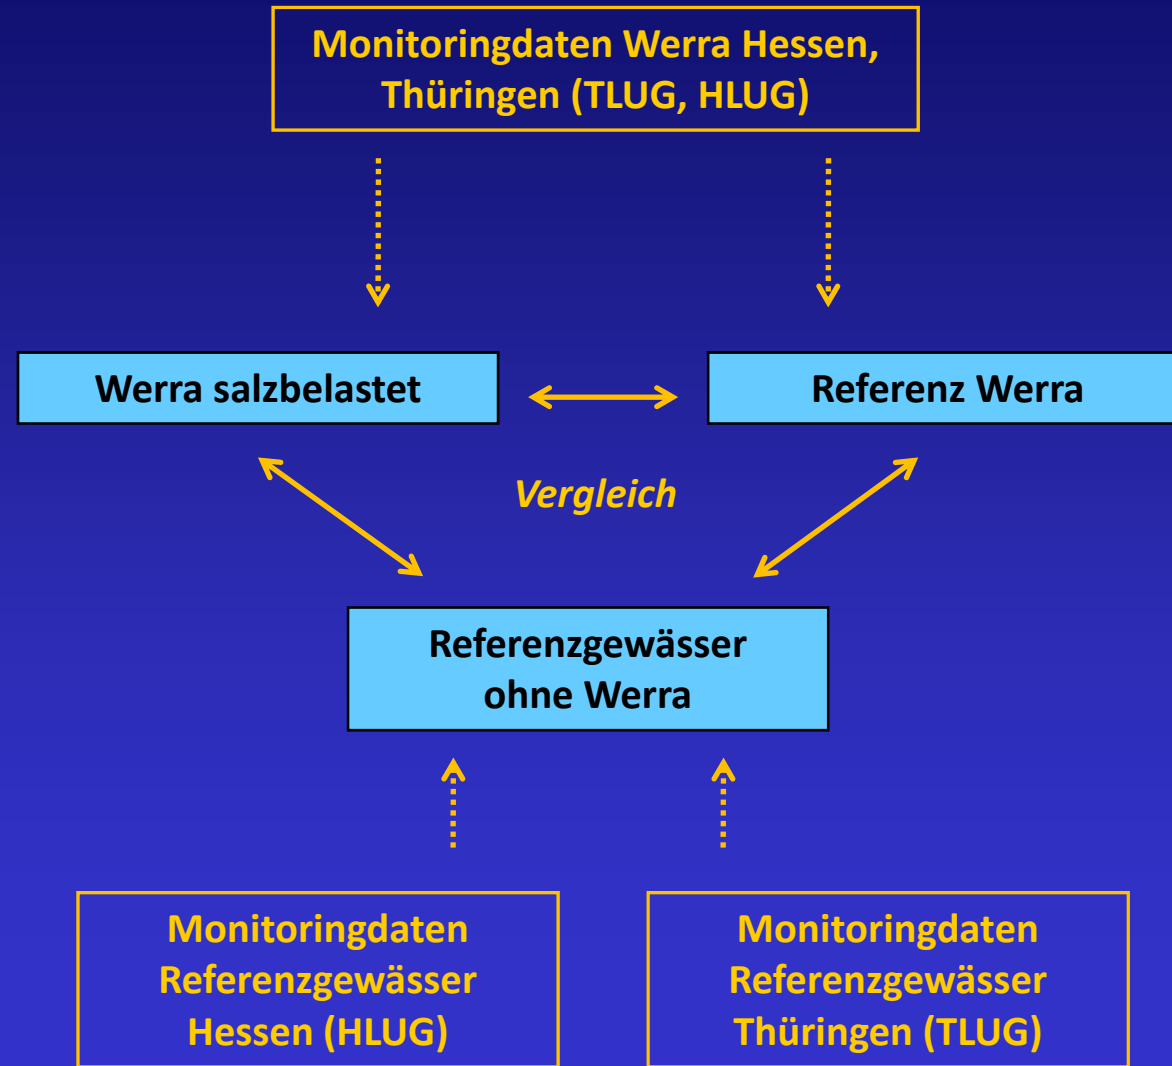 Monitoringdaten Werra Hessen,
Thüringen (TLUG, HLUG)
Werra salzbelastet
Referenz Werra
Vergleich
Referenzgewässer
ohne Werra
Monitoringdaten
Referenzgewässer
Hessen (HLUG)
Monitoringdaten
Referenzgewässer
Thüringen (TLUG)